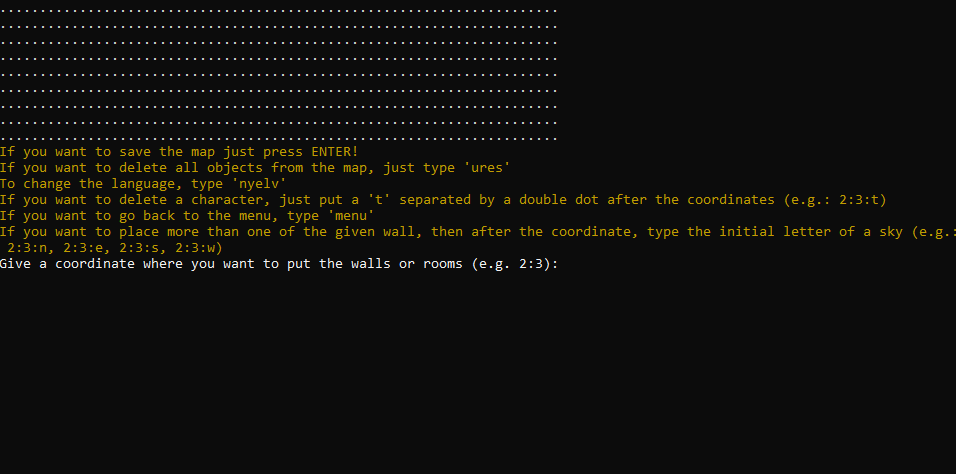 ......................................................................
......................................................................
......................................................................
......................................................................
......................................................................
......................................................................
......................................................................
......................................................................
......................................................................
If you want to save the map just press ENTER!
If you want to delete all objects from the map, just type 'ures'
To change the language, type 'nyelv'
If you want to delete a character, just put a 't' separated by a double dot after the coordinates (e.g.: 2:3:t)
If you want to go back to the menu, type 'menu'
If you want to place more than one of the given wall, then after the coordinate, type the initial letter of a sky (e.g.:
 2:3:n, 2:3:e, 2:3:s, 2:3:w)
Give a coordinate where you want to put the walls or rooms (e.g. 2:3):